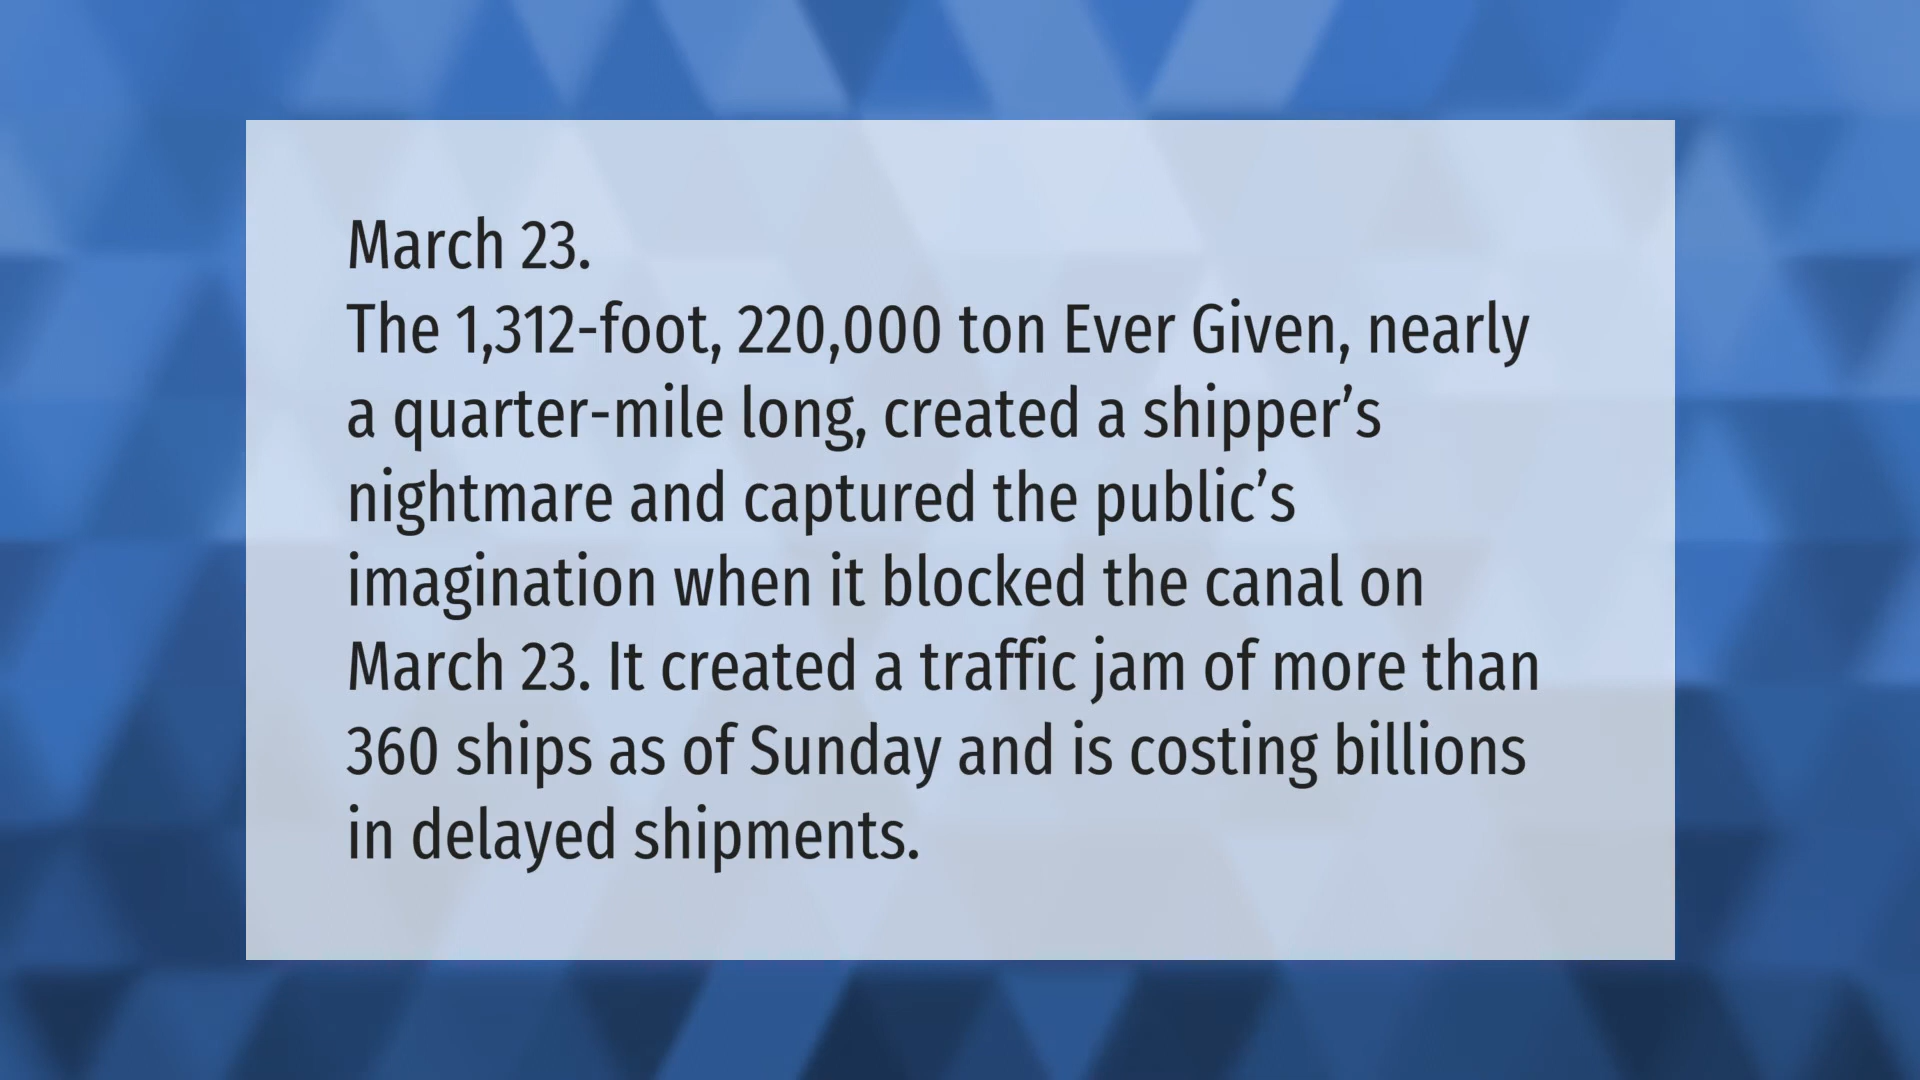 March 23.
The 1,312-foot, 220,000 ton Ever Given, nearly
a quarter-mile long, created a shipper’s
nightmare and captured the public’s
imagination when it blocked the canal on
March 23. It created a traffic jam of more than
360 ships as of Sunday and is costing billions
in delayed shipments.